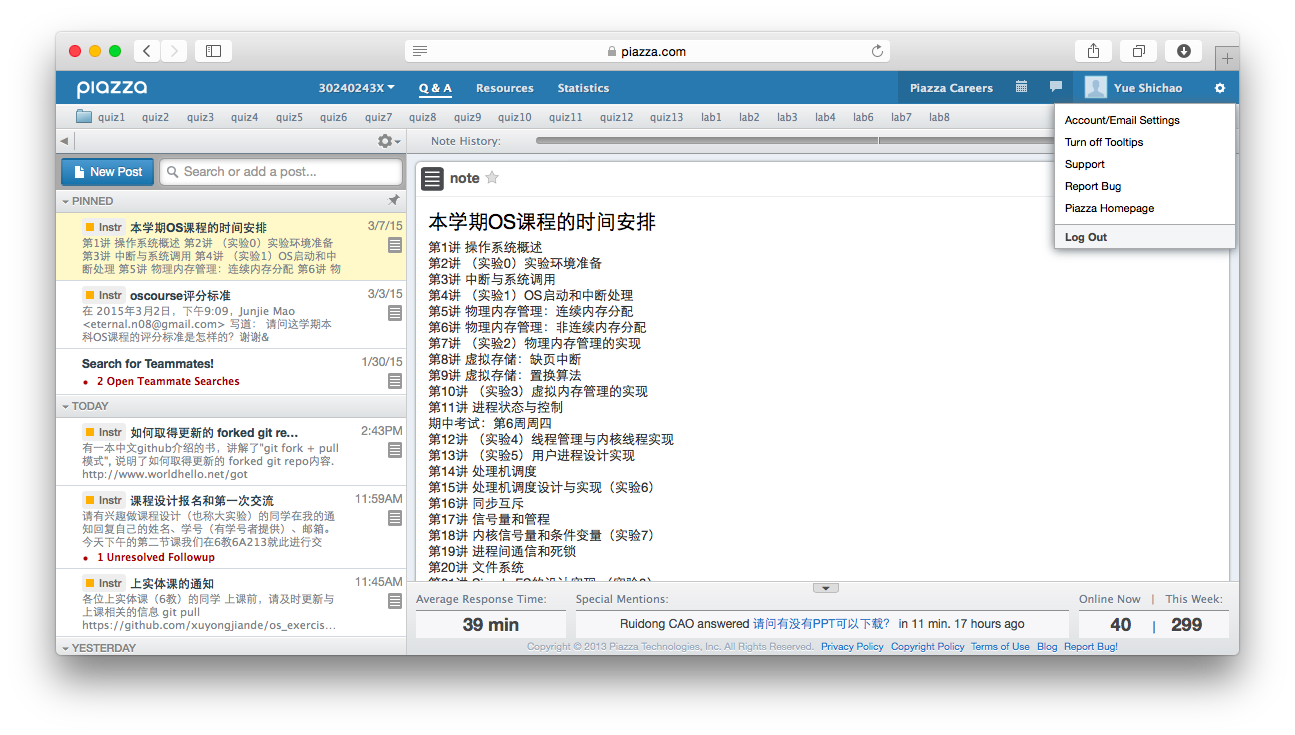 piazza.com
piazza 30240243X Q & A Resources Statistics Piazza Careers Yue Shichao
quiz1 quiz2 quiz3 quiz4 quiz5 quiz6 quiz7 quiz8 quiz9 quiz10 quiz11 quiz12 quiz13 lab1 lab2 lab3 lab4 lab6 lab7 lab8
Account/Email Settings
Turn off Tooltips
Support
Report Bug
Piazza Homepage
Log Out
Note History:
New Post Search or add a post...
PINNED
Instr 本学期OS课程的时间安排 3/7/15
第1讲 操作系统概述 第2讲 （实验0）实验环境准备
第3讲 中断与系统调用 第4讲 （实验1）OS启动和中
断处理 第5讲 物理内存管理：连续内存分配 第6讲 物
Instr oscourse评分标准 3/3/15
在 2015年3月2日，下午9:09，Junjie Mao
<eternal.n08@gmail.com> 写道： 请问这学期本
科OS课程的评分标准是怎样的？谢谢&
Search for Teammates! 1/30/15
• 2 Open Teammate Searches
TODAY
Instr 如何取得更新的 forked git re... 2:43PM
有一本中文github介绍的书，讲解了"git fork + pull
模式", 说明了如何取得更新的 forked git repo内容.
http://www.worldhello.net/got
Instr 课程设计报名和第一次交流 11:59AM
请有兴趣做课程设计（也称大实验）的同学在我的通
知回复自己的姓名、学号（有学号者提供）、邮箱。
今天下午的第二节课我们在6教6A213就此进行交
• 1 Unresolved Followup
Instr 上实体课的通知 11:45AM
各位上实体课（6教）的同学 上课前，请及时更新与
上课相关的信息 git pull
https://github.com/xuyongjiande/os_exercis...
YESTERDAY
note
本学期OS课程的时间安排
第1讲 操作系统概述
第2讲 （实验0）实验环境准备
第3讲 中断与系统调用
第4讲 （实验1）OS启动和中断处理
第5讲 物理内存管理：连续内存分配
第6讲 物理内存管理：非连续内存分配
第7讲 （实验2）物理内存管理的实现
第8讲 虚拟存储：缺页中断
第9讲 虚拟存储：置换算法
第10讲 （实验3）虚拟内存管理的实现
第11讲 进程状态与控制
期中考试：第6周周四
第12讲 （实验4）线程管理与内核线程实现
第13讲 （实验5）用户进程设计实现
第14讲 处理机调度
第15讲 处理机调度设计与实现（实验6）
第16讲 同步互斥
第17讲 信号量和管程
第18讲 内核信号量和条件变量（实验7）
第19讲 进程间通信和死锁
第20讲 文件系统
Average Response Time: Special Mentions: Online Now | This Week:
39 min Ruidong CAO answered 请问有没有PPT可以下载？ in 11 min. 17 hours ago 40 | 299
Copyright © 2013 Piazza Technologies, Inc. All Rights Reserved. Privacy Policy Copyright Policy Terms of Use Blog Report Bug!